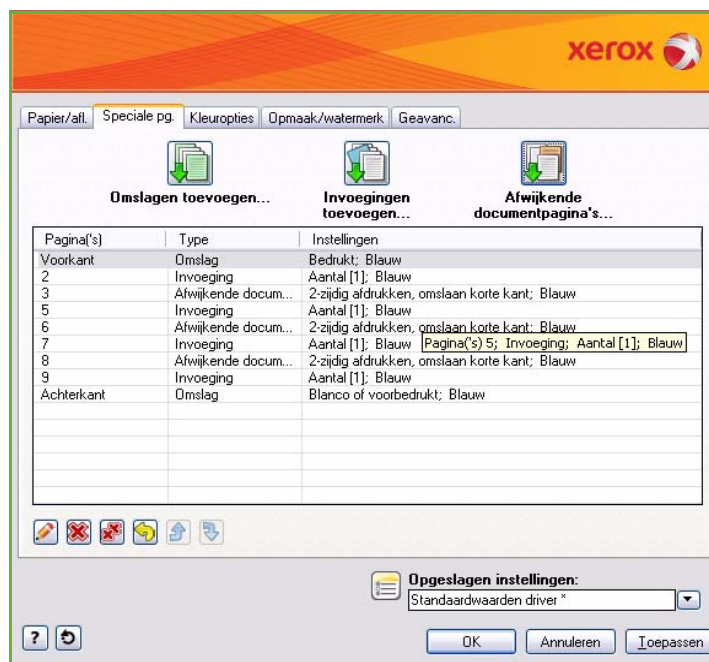 xerox
Papier/afl. Speciale pg. Kleuropties Opmaak/watermerk Geavanc.
Omslagen toevoegen...
Invoegingen
toevoegen...
Afwijkende
documentpagina's...
Pagina('s) Type Instellingen
Voorkant Omslag Bedrukt; Blauw
2 Invoeging Aantal [1]; Blauw
3 Afwijkende docum... 2-zijdig afdrukken, omslaan korte kant; Blauw
5 Invoeging Aantal [1]; Blauw
6 Afwijkende docum... 2-zijdig afdrukken, omslaan korte kant; Blauw
7 Invoeging Aantal [1]; Blauw
Pagina('s) 5; Invoeging; Aantal [1]; Blauw
8 Afwijkende docum... 2-zijdig afdrukken, omslaan korte kant; Blauw
9 Invoeging Aantal [1]; Blauw
Achterkant Omslag Blanco of voorbedrukt; Blauw
Opgeslagen instellingen:
Standaardwaarden driver *
? OK Annuleren Toepassen